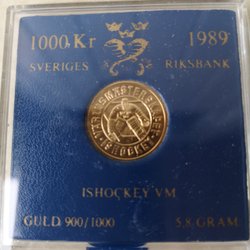 1000 Kr 1989
SVERIGES RIKSBANK
ISHOCKEY VM
GULD 900/1000 5,8 GRAM